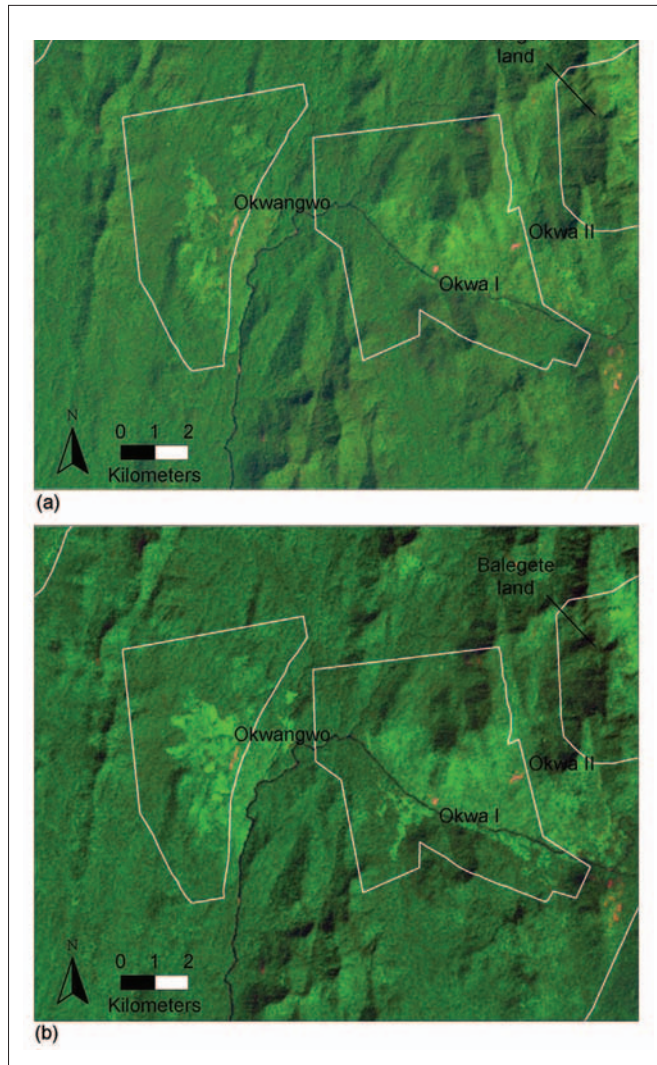 land
Okwangwo
Okwa II
Okwa I
N
0 1 2
Kilometers
(a)
Balegete
land
Okwangwo
Okwa II
Okwa I
N
0 1 2
Kilometers
(b)